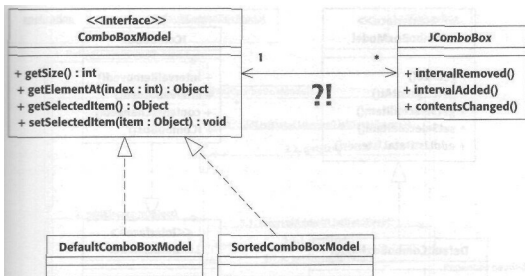 <<Interface>>
ComboBoxModel
+ getSize() : int
+ getElementAt(index : int) : Object
+ getSelectedItem() : Object
+ setSelectedItem(item : Object) : void
1
*
?!
JComboBox
+ intervalRemoved()
+ intervalAdded()
+ contentsChanged()
DefaultComboBoxModel
SortedComboBoxModel